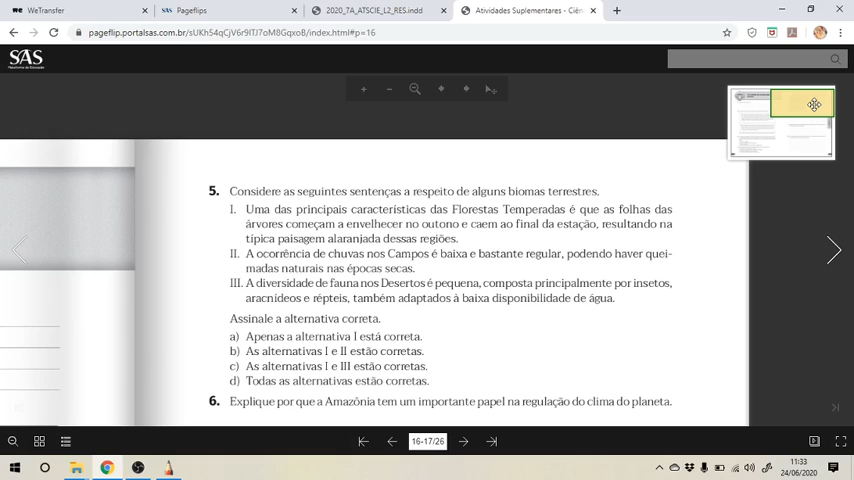 WeTransfer
SAS
Pageflips
2020_7A_ATSCIE_L2_RES.indd
Atividades Suplementares - Ciên
pageflip.portalsas.com.br/sUKh54qCjV6r9ITJ7oM8GqxoB/index.html#p=16
SAS
Plataforma de Educação
5. Considere as seguintes sentenças a respeito de alguns biomas terrestres.
I. Uma das principais características das Florestas Temperadas é que as folhas das
árvores começam a envelhecer no outono e caem ao final da estação, resultando na
típica paisagem alaranjada dessas regiões.
II. A ocorrência de chuvas nos Campos é baixa e bastante regular, podendo haver quei-
madas naturais nas épocas secas.
III. A diversidade de fauna nos Desertos é pequena, composta principalmente por insetos,
aracnídeos e répteis, também adaptados à baixa disponibilidade de água.
Assinale a alternativa correta.
a) Apenas a alternativa I está correta.
b) As alternativas I e II estão corretas.
c) As alternativas I e III estão corretas.
d) Todas as alternativas estão corretas.
6. Explique por que a Amazônia tem um importante papel na regulação do clima do planeta.
16-17/26
11:33
24/06/2020